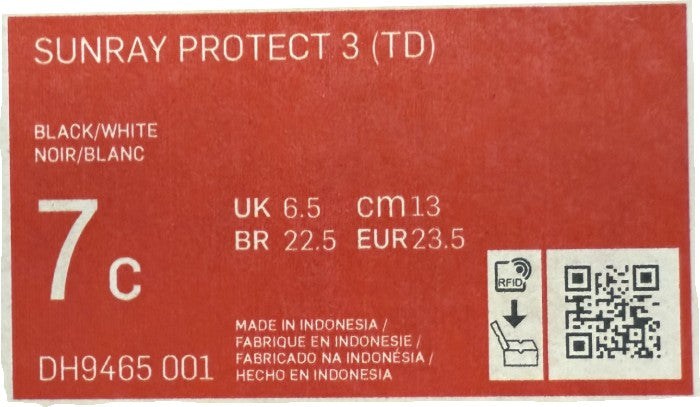 SUNRAY PROTECT 3 (TD)
BLACK/WHITE
NOIR/BLANC
7c
UK 6.5 cm 13
BR 22.5 EUR 23.5
MADE IN INDONESIA /
FABRIQUE EN INDONESIE /
FABRICADO NA INDONÉSIA /
HECHO EN INDONESIA
DH9465 001
RFID